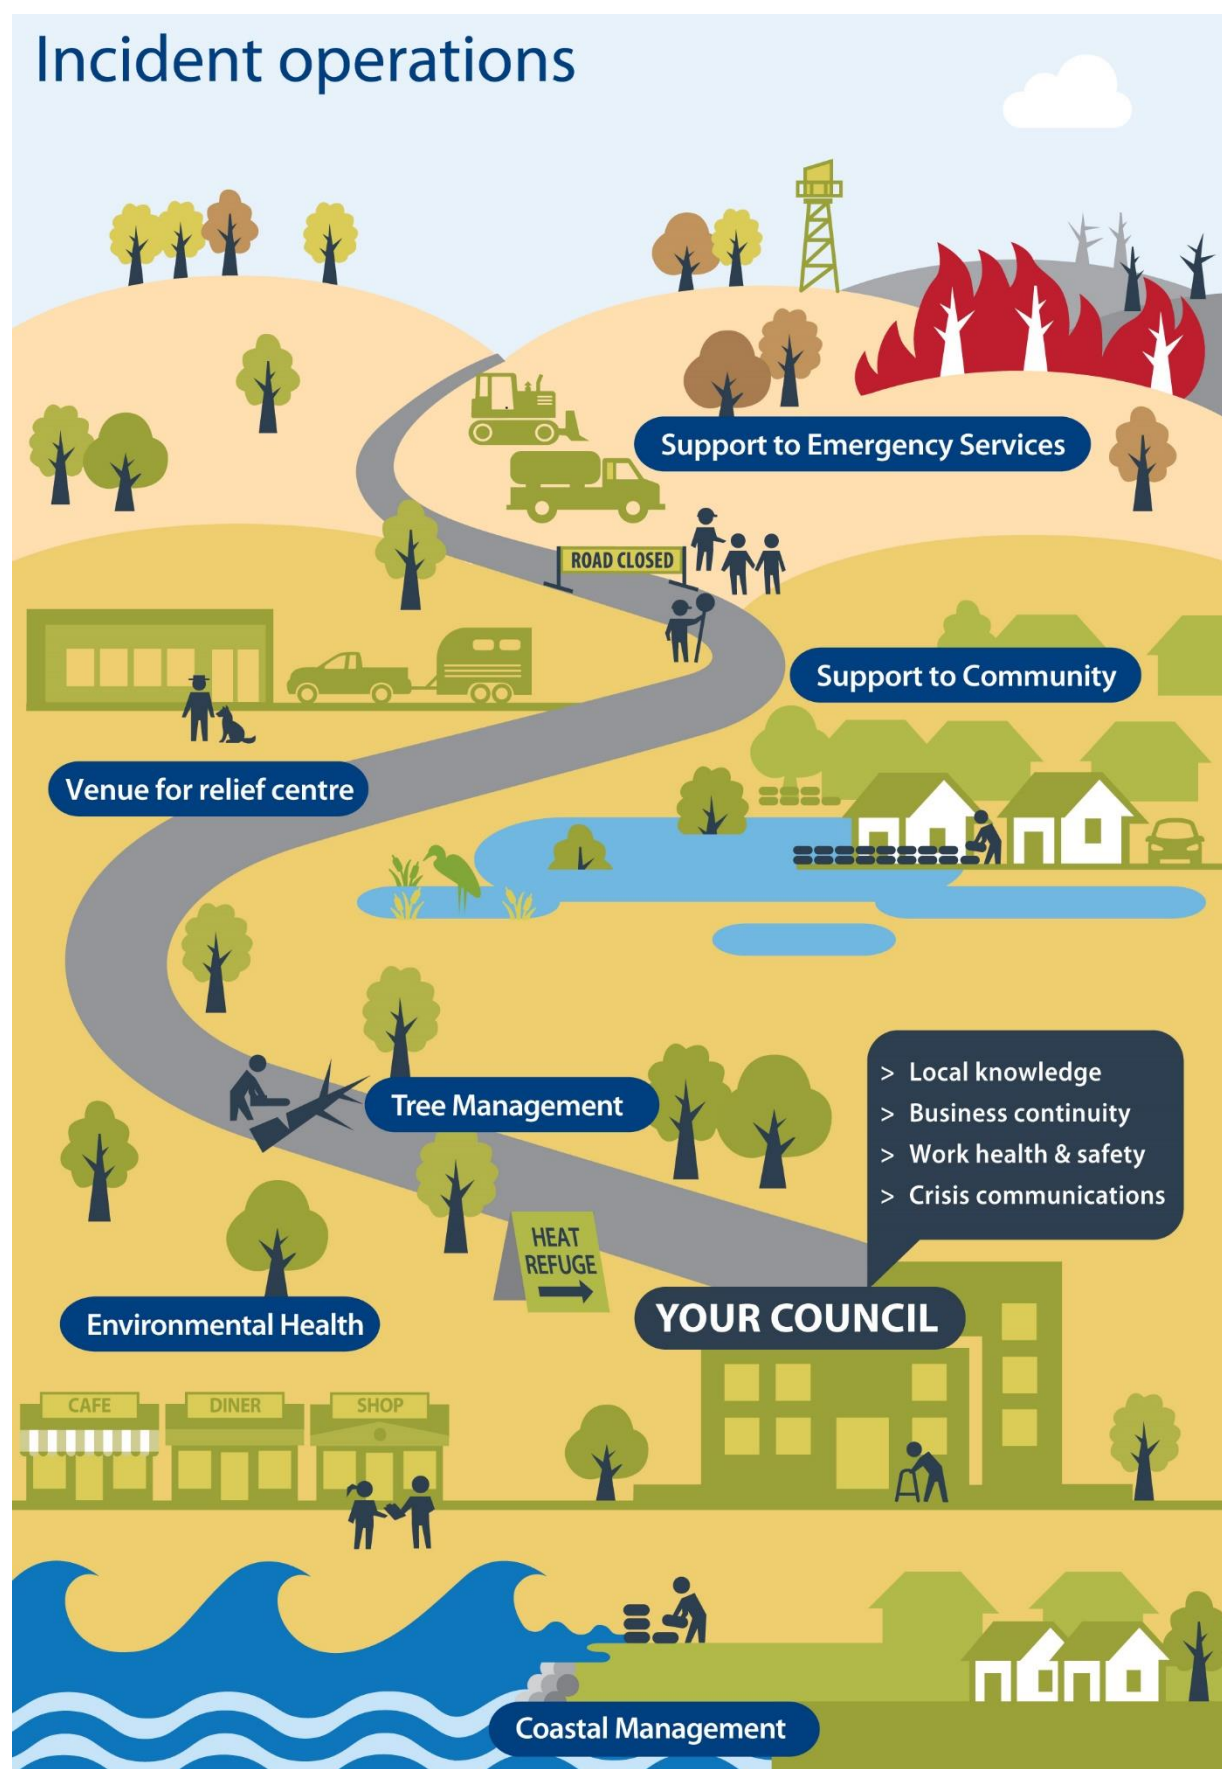 Incident operations
Support to Emergency Services
ROAD CLOSED
Support to Community
Venue for relief centre
> Local knowledge
> Business continuity
> Work health & safety
> Crisis communications
Tree Management
HEAT
REFUGE
YOUR COUNCIL
Environmental Health
CAFE
DINER
SHOP
Coastal Management